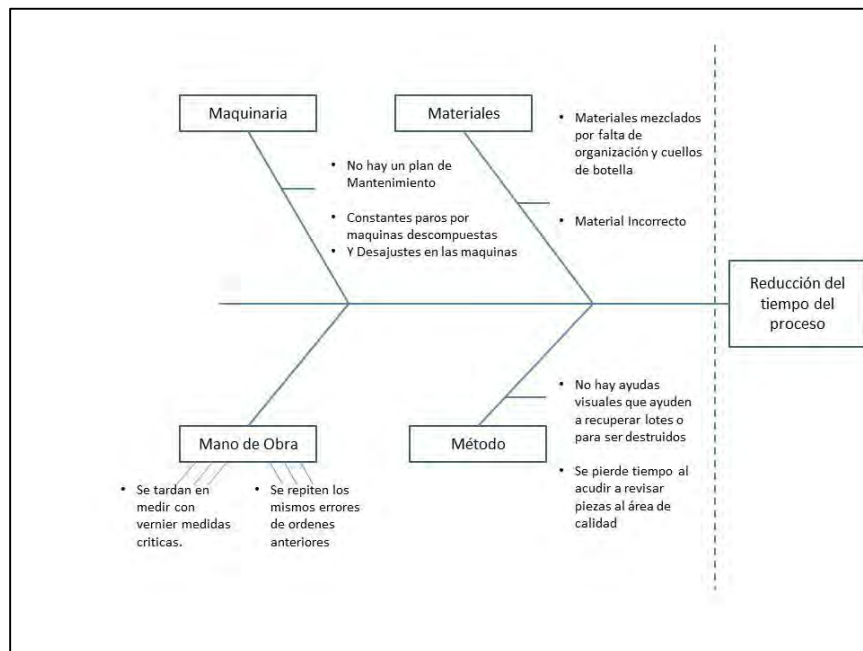 Maquinaria
Materiales
• Materiales mezclados
por falta de
organización y cuellos
de botella
• No hay un plan de
Mantenimiento
• Constantes paros por
maquinas descompuestas
• Y Desajustes en las maquinas
• Material Incorrecto
Reducción del
tiempo del
proceso
Mano de Obra
Método
• No hay ayudas
visuales que ayuden
a recuperar lotes o
para ser destruidos
• Se pierde tiempo al
acudir a revisar
piezas al área de
calidad
• Se tardan en
medir con
vernier medidas
criticas.
• Se repiten los
mismos errores
de ordenes
anteriores